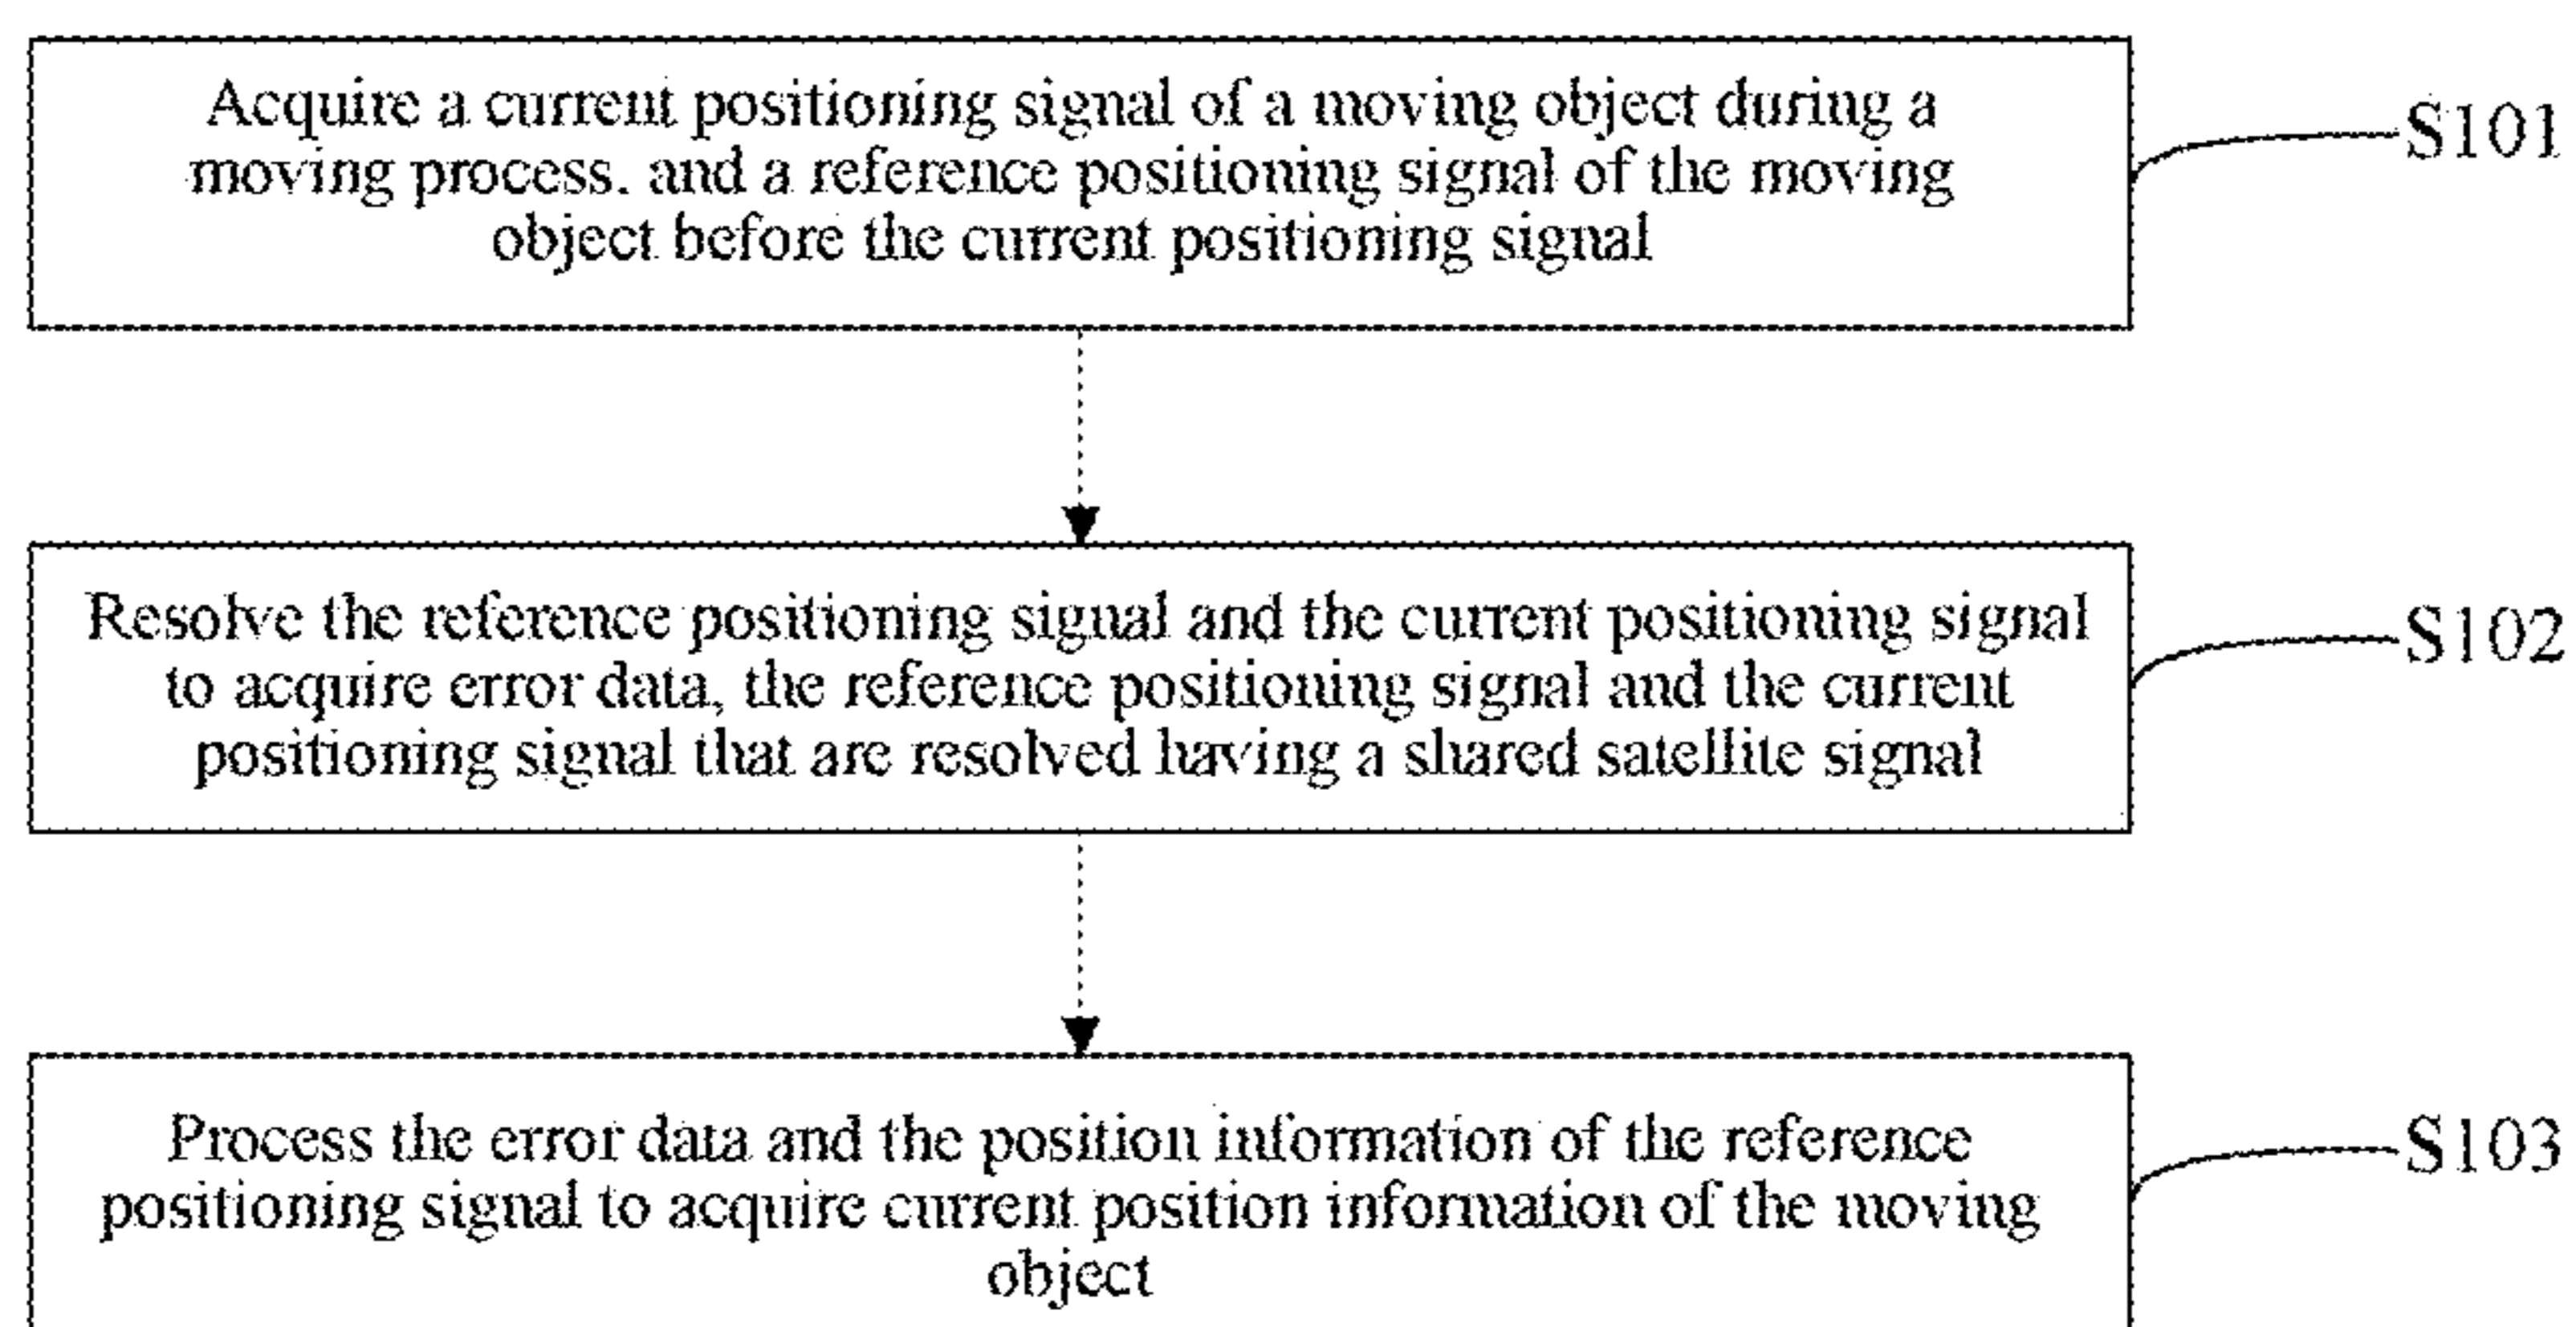 Acquire a current positioning signal of a moving object during a
moving process. and a reference positioning signal of the moving
object before the current positioning signal
S101
Resolve the reference positioning signal and the current positioning signal
to acquire error data, the reference positioning signal and the current
positioning signal that are resolved having a shared satellite signal
S102
Process the error data and the position information of the reference
positioning signal to acquire current position information of the moving
object
S103